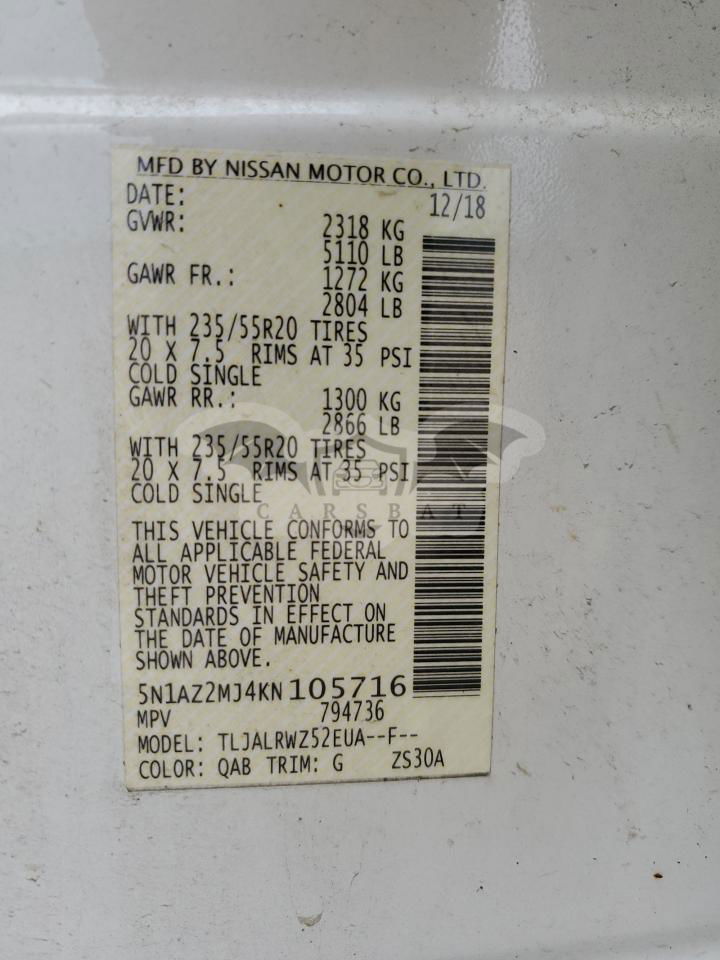 MFD BY NISSAN MOTOR CO., LTD.
DATE: 12/18
GVWR: 2318 KG
5110 LB
GAWR FR.: 1272 KG
2804 LB
WITH 235/55R20 TIRES
20 X 7.5 RIMS AT 35 PSI
COLD SINGLE
GAWR RR.: 1300 KG
2866 LB
WITH 235/55R20 TIRES
20 X 7.5 RIMS AT 35 PSI
COLD SINGLE
CARSBAT
THIS VEHICLE CONFORMS TO
ALL APPLICABLE FEDERAL
MOTOR VEHICLE SAFETY AND
THEFT PREVENTION
STANDARDS IN EFFECT ON
THE DATE OF MANUFACTURE
SHOWN ABOVE.
5N1AZ2MJ4KN105716
MPV 794736
MODEL: TLJALRWZ52EUA--F--
COLOR: QAB TRIM: G ZS30A